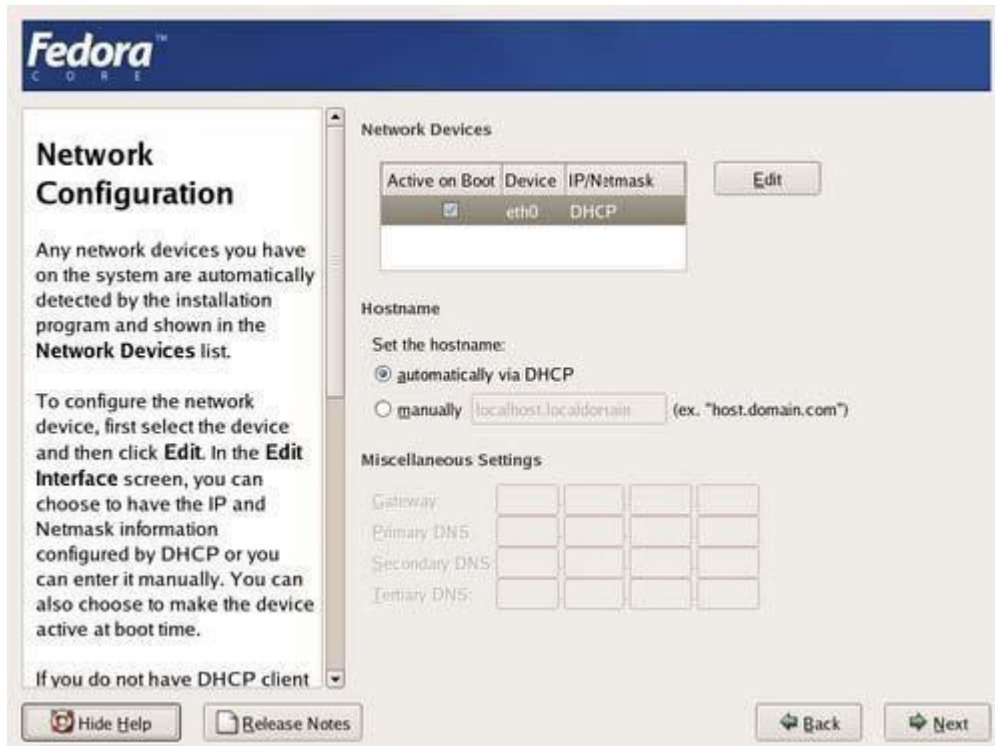 Fedora™
CORE
Network
Configuration
Any network devices you have
on the system are automatically
detected by the installation
program and shown in the
Network Devices list.
To configure the network
device, first select the device
and then click Edit. In the Edit
Interface screen, you can
choose to have the IP and
Netmask information
configured by DHCP or you
can enter it manually. You can
also choose to make the device
active at boot time.
If you do not have DHCP client
Network Devices
Active on Boot Device IP/Netmask
eth0 DHCP
Edit
Hostname
Set the hostname:
automatically via DHCP
manually localhost.localdomain (ex. "host.domain.com")
Miscellaneous Settings
Gateway:
Primary DNS:
Secondary DNS:
Tertiary DNS:
Hide Help
Release Notes
Back
Next